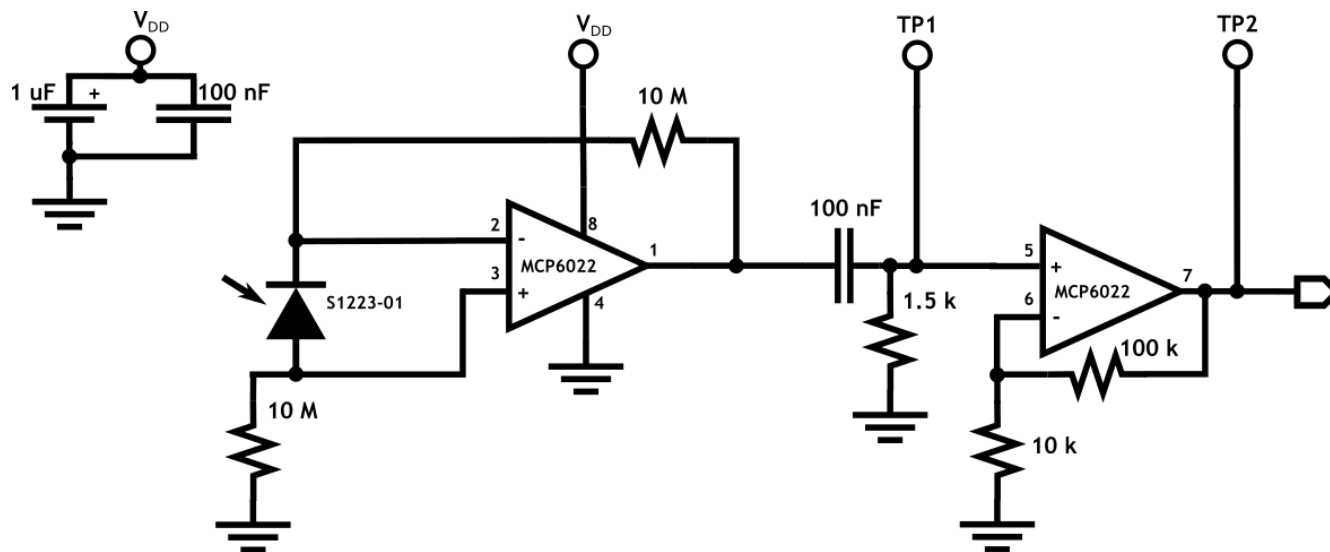 V_DD
V_DD
TP1
TP2
1 uF
+
100 nF
10 M
100 nF
2
-
8
MCP6022
1
3
+
4
S1223-01
10 M
1.5 k
5
+
MCP6022
7
6
-
100 k
10 k